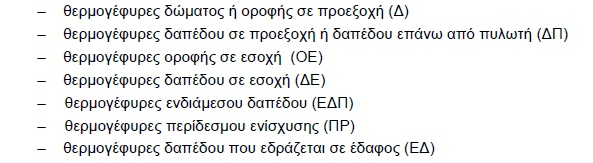 – θερμογέφυρες δώματος ή οροφής σε προεξοχή (Δ)
– θερμογέφυρες δαπέδου σε προεξοχή ή δαπέδου επάνω από πυλωτή (ΔΠ)
– θερμογέφυρες οροφής σε εσοχή (ΟΕ)
– θερμογέφυρες δαπέδου σε εσοχή (ΔΕ)
– θερμογέφυρες ενδιάμεσου δαπέδου (ΕΔΠ)
– θερμογέφυρες περίδεσμου ενίσχυσης (ΠΡ)
– θερμογέφυρες δαπέδου που εδράζεται σε έδαφος (ΕΔ)